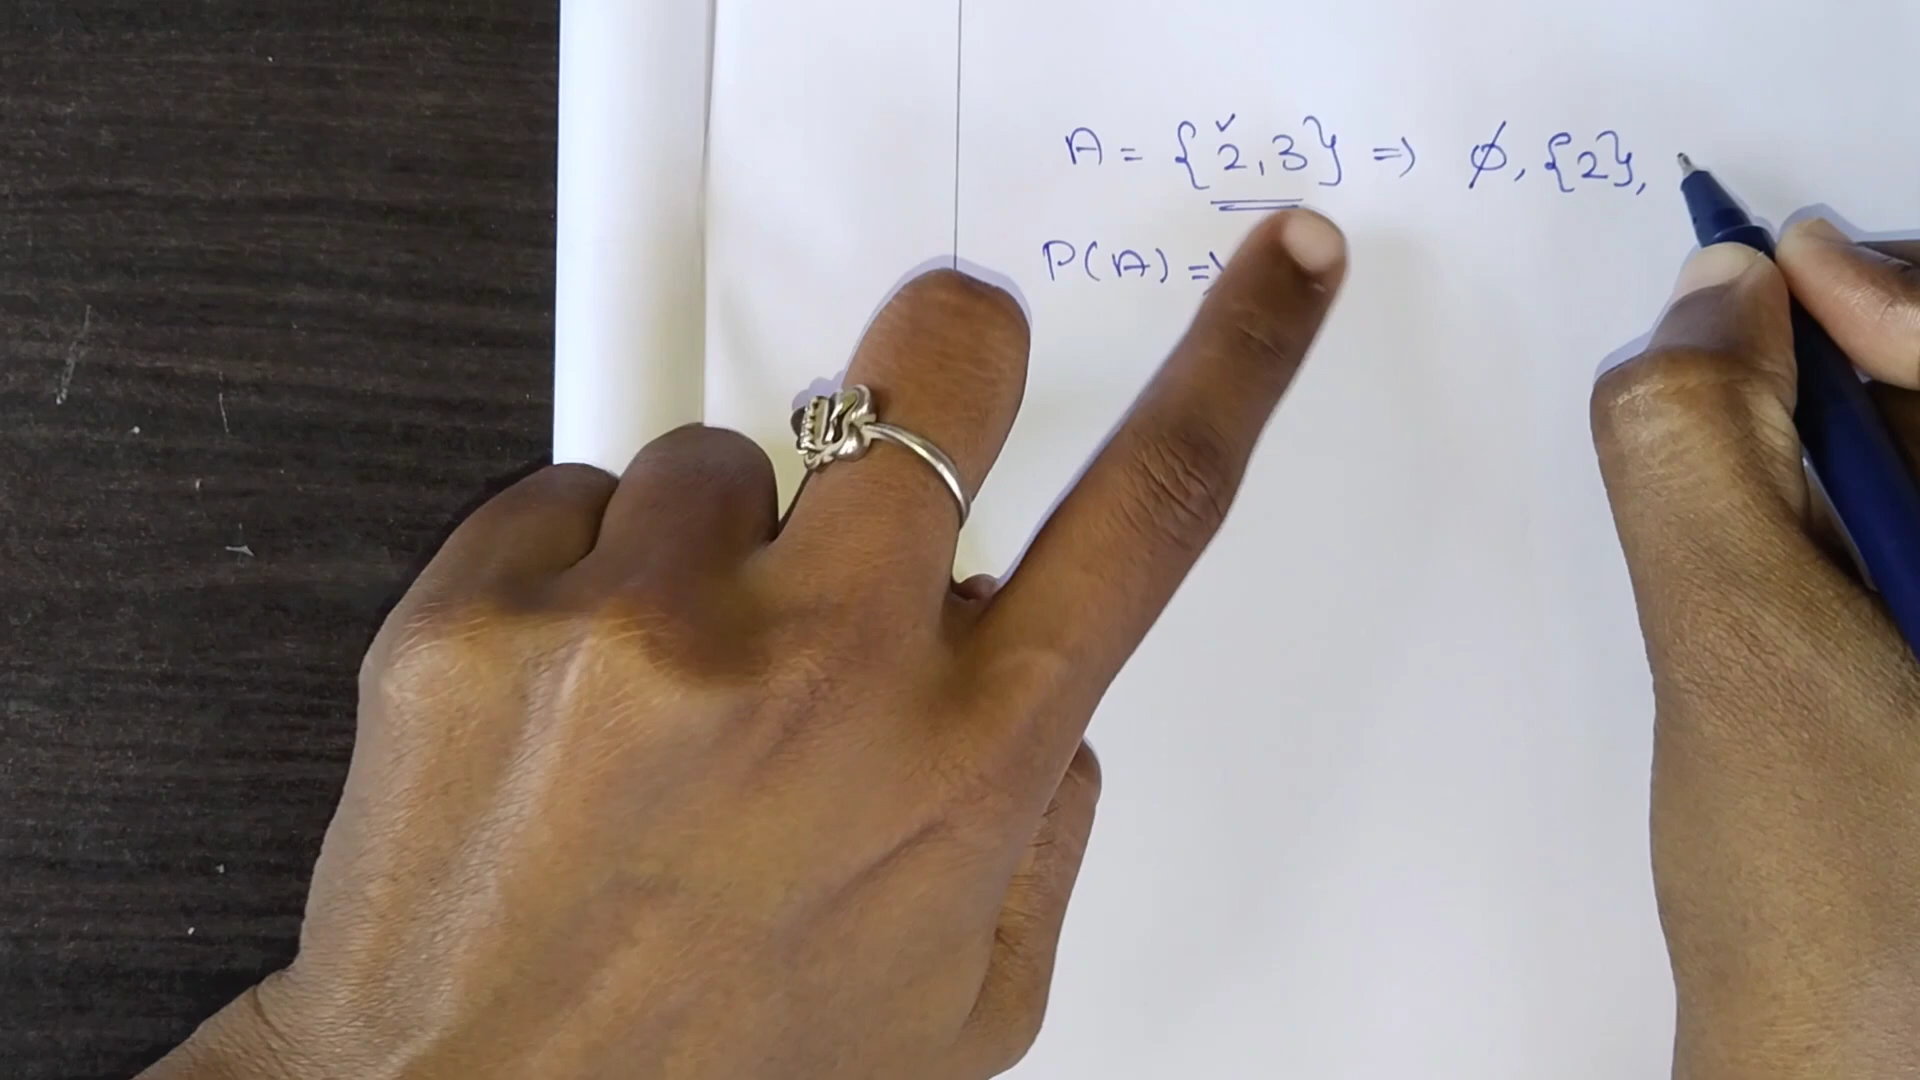 A = {2,3} => ∅, {2},
P(A) =>